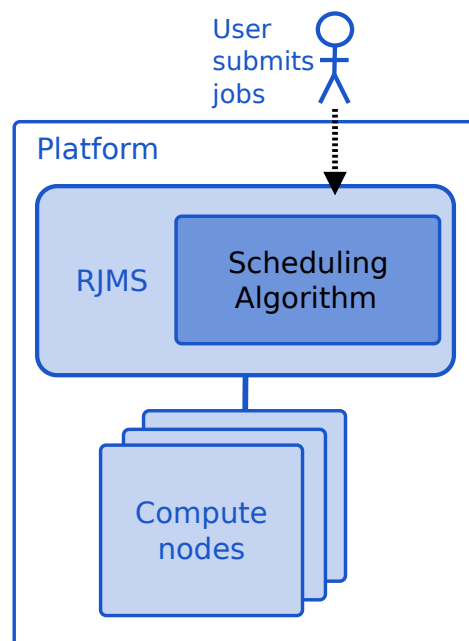 User
submits
jobs
Platform
RJMS
Scheduling
Algorithm
Compute
nodes